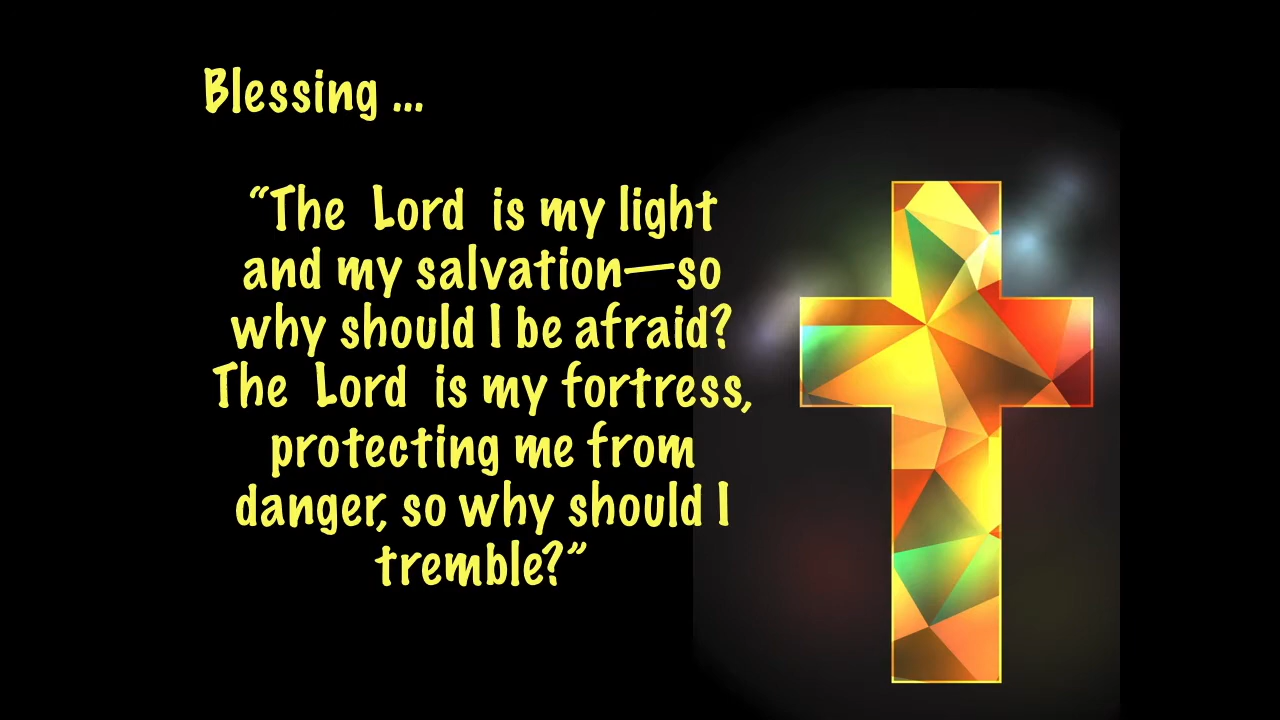 Blessing ...
“The Lord is my light
and my salvation—so
why should I be afraid?
The Lord is my fortress,
protecting me from
danger, so why should I
tremble?”